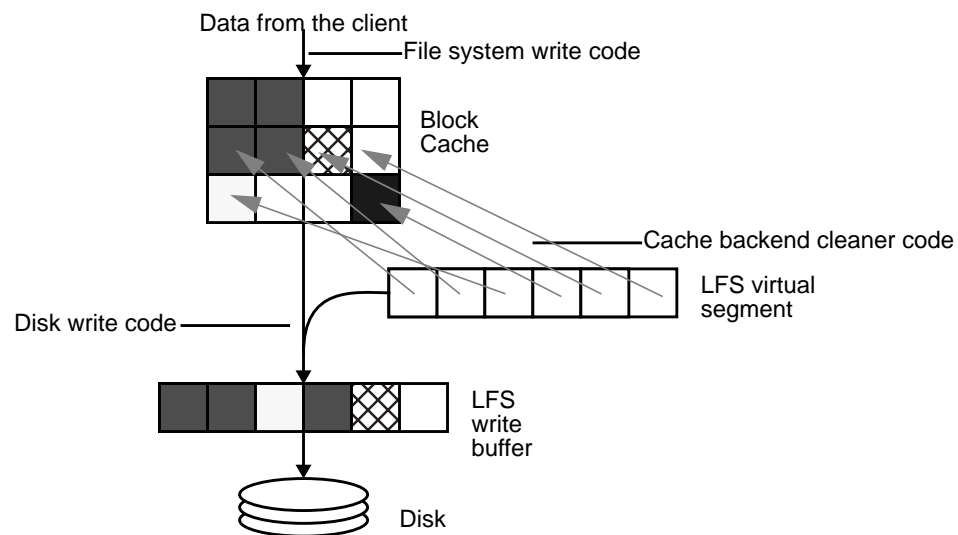 Data from the client
File system write code
Block
Cache
Cache backend cleaner code
LFS virtual
segment
Disk write code
LFS
write
buffer
Disk